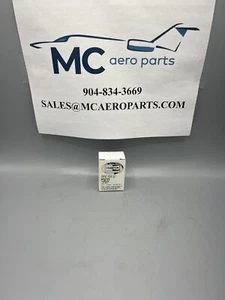 MC
aero parts
904-834-3669
SALES@MCAEROPARTS.COM